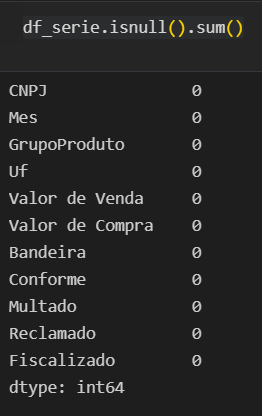 df_serie.isnull().sum()
CNPJ 0
Mes 0
GrupoProduto 0
Uf 0
Valor de Venda 0
Valor de Compra 0
Bandeira 0
Conforme 0
Multado 0
Reclamado 0
Fiscalizado 0
dtype: int64